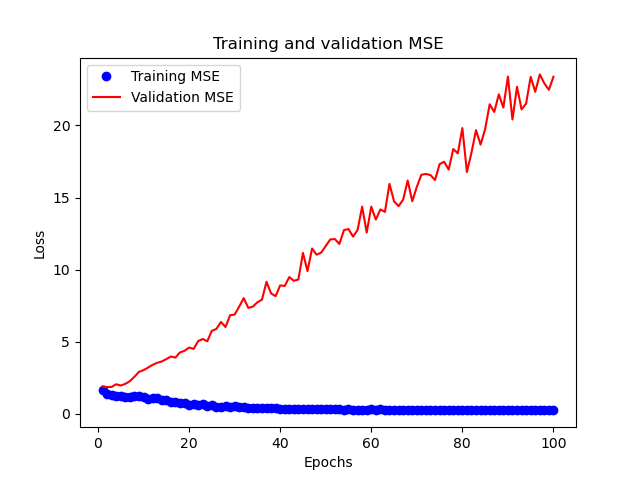 Training and validation MSE
Training MSE
Validation MSE
Loss
20
15
10
5
0
0 20 40 60 80 100
Epochs